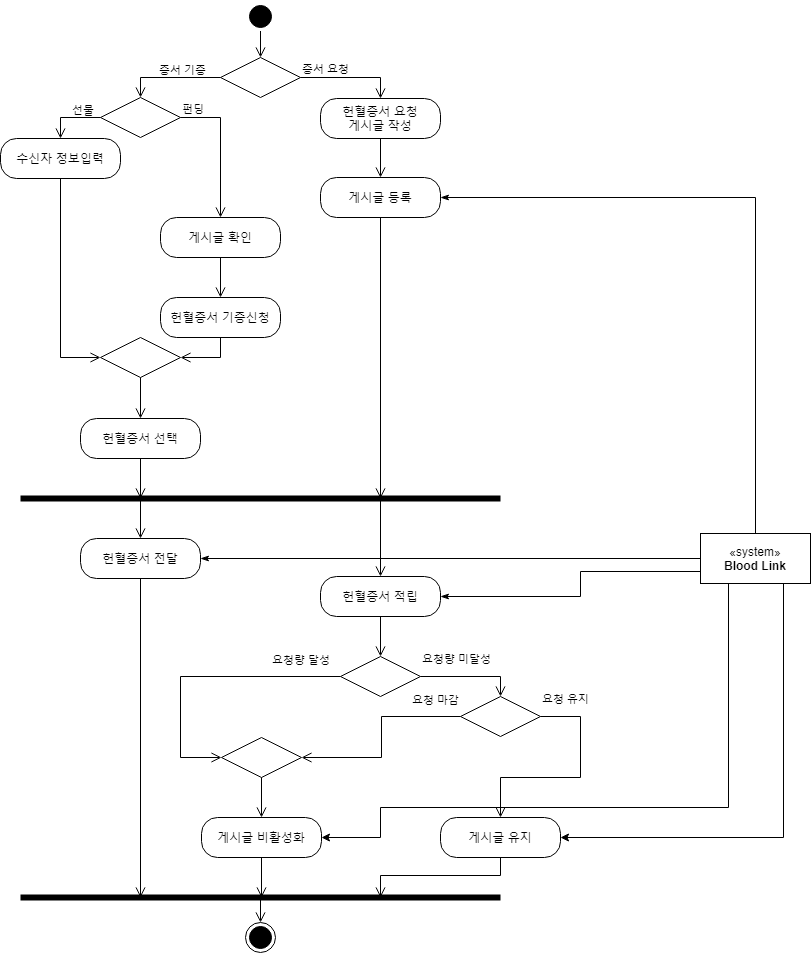 증서 기증
증서 요청
선물
펀딩
헌혈증서 요청
게시글 작성
수신자 정보입력
게시글 등록
게시글 확인
헌혈증서 기증신청
헌혈증서 선택
헌혈증서 전달
«system»
Blood Link
헌혈증서 적립
요청량 달성
요청량 미달성
요청 마감
요청 유지
게시글 비활성화
게시글 유지